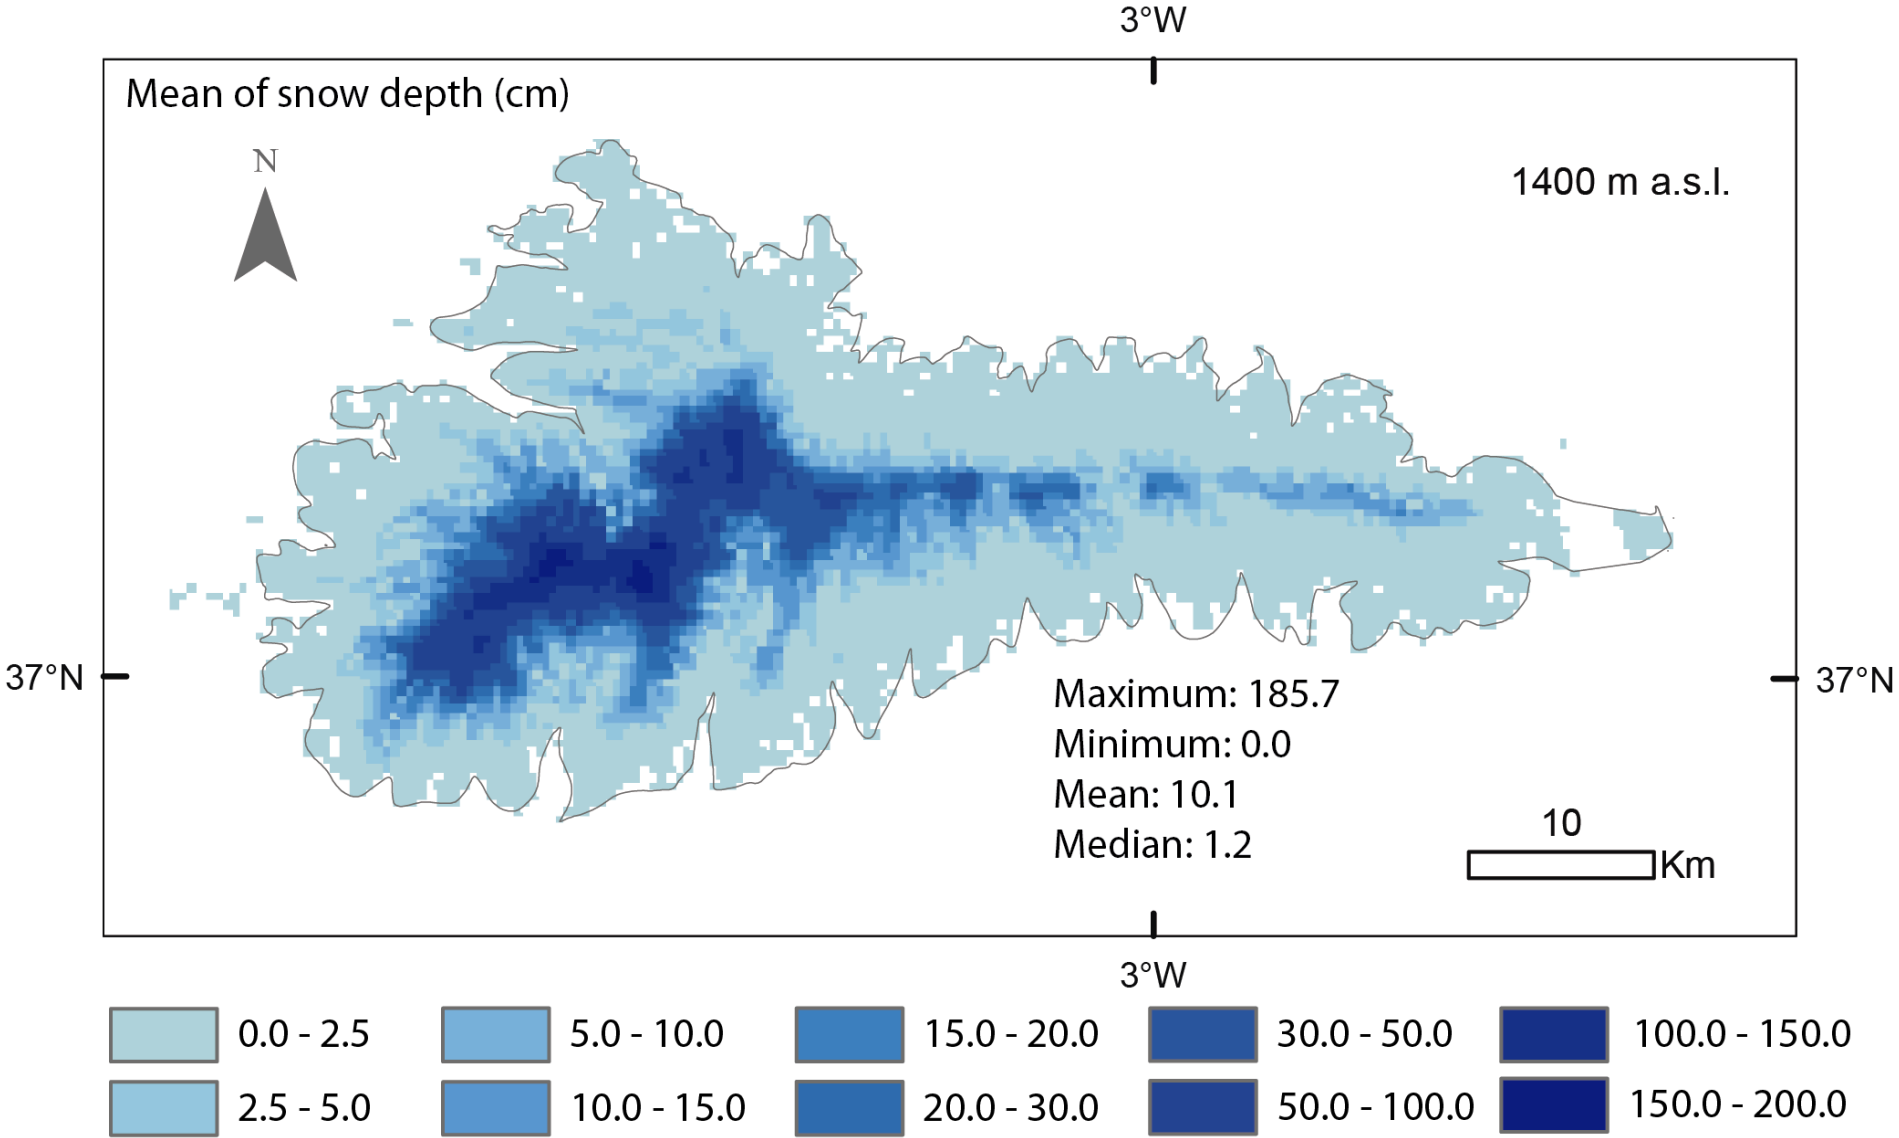 3°W
Mean of snow depth (cm)
N
1400 m a.s.l.
37°N
37°N
Maximum: 185.7
Minimum: 0.0
Mean: 10.1
Median: 1.2
10
Km
3°W
0.0 - 2.5
5.0 - 10.0
15.0 - 20.0
30.0 - 50.0
100.0 - 150.0
2.5 - 5.0
10.0 - 15.0
20.0 - 30.0
50.0 - 100.0
150.0 - 200.0